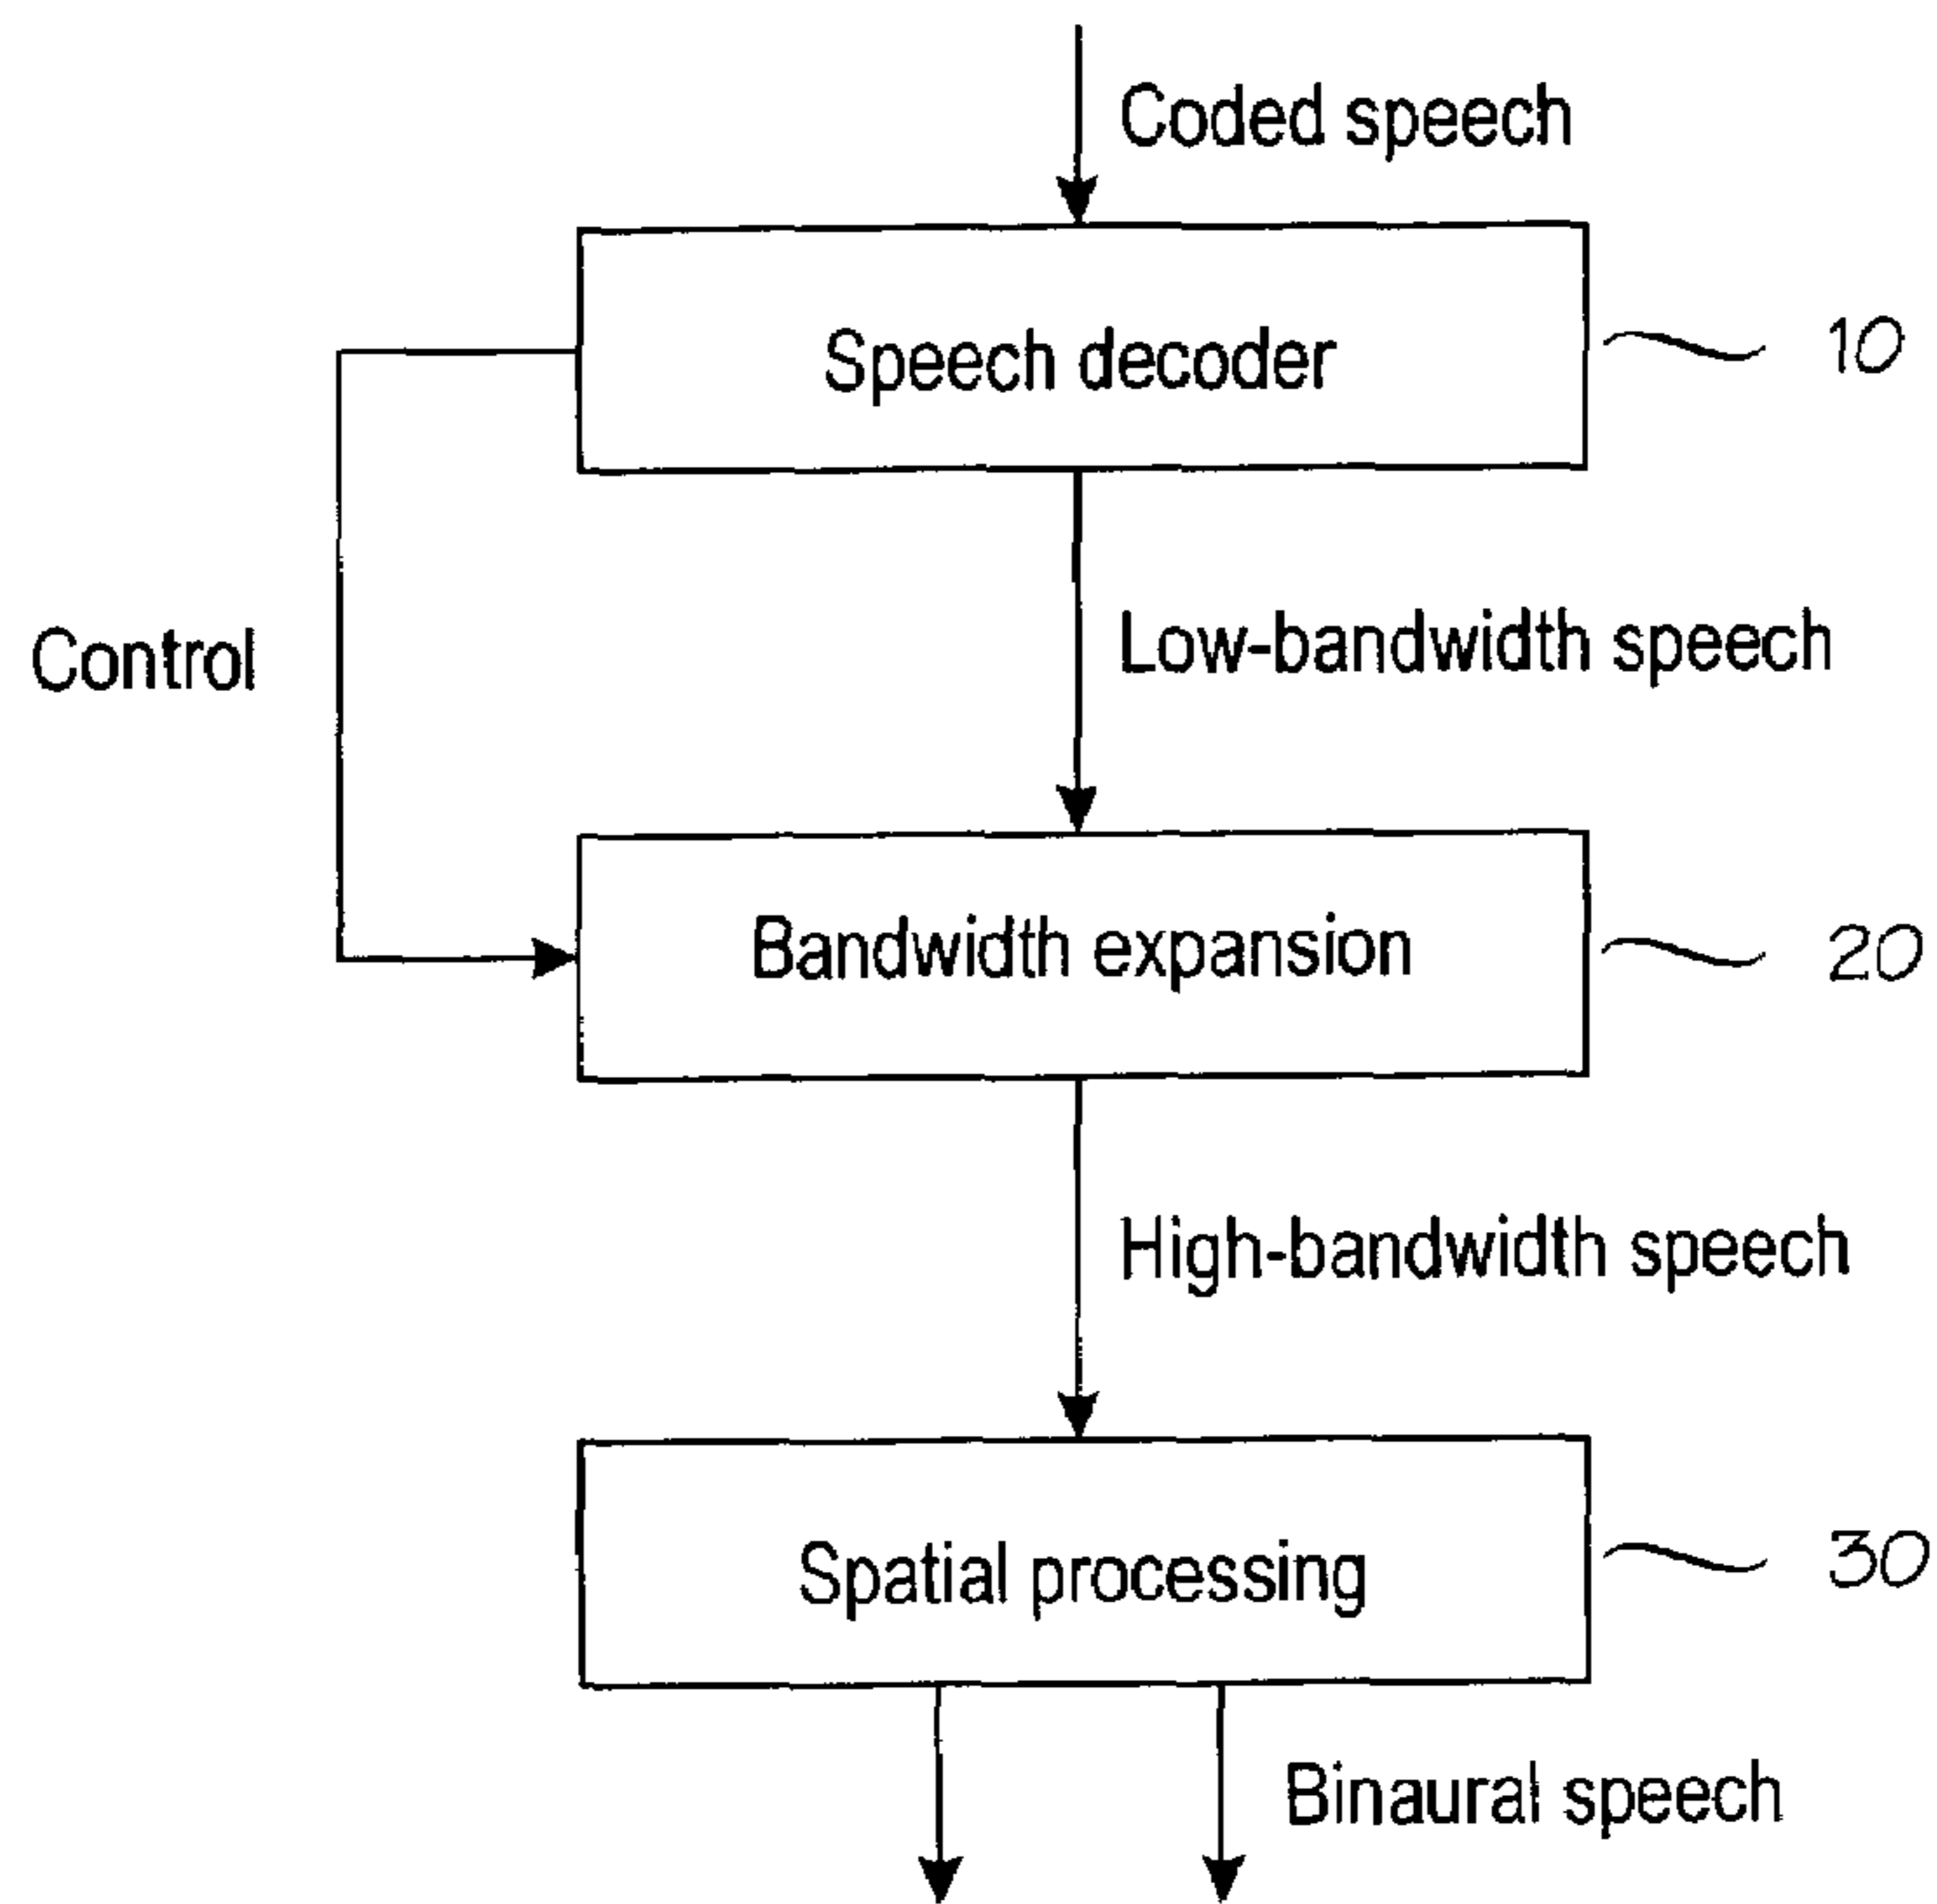 Coded speech
Speech decoder
10
Control
Low-bandwidth speech
Bandwidth expansion
20
High-bandwidth speech
Spatial processing
30
Binaural speech